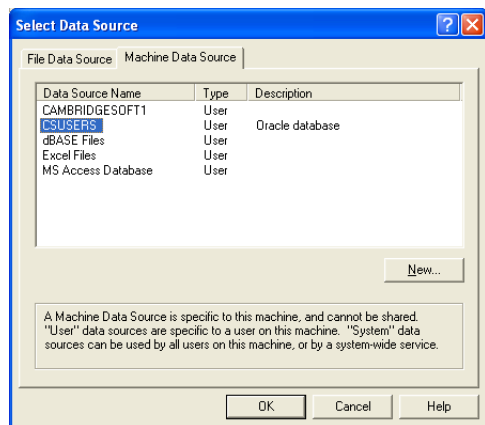 Select Data Source
File Data Source Machine Data Source
Data Source Name Type Description
CAMBRIDGESOFT1 User
CSUSERS User Oracle database
dBASE Files User
Excel Files User
MS Access Database User
New...
A Machine Data Source is specific to this machine, and cannot be shared.
"User" data sources are specific to a user on this machine. "System" data
sources can be used by all users on this machine, or by a system-wide service.
OK Cancel Help